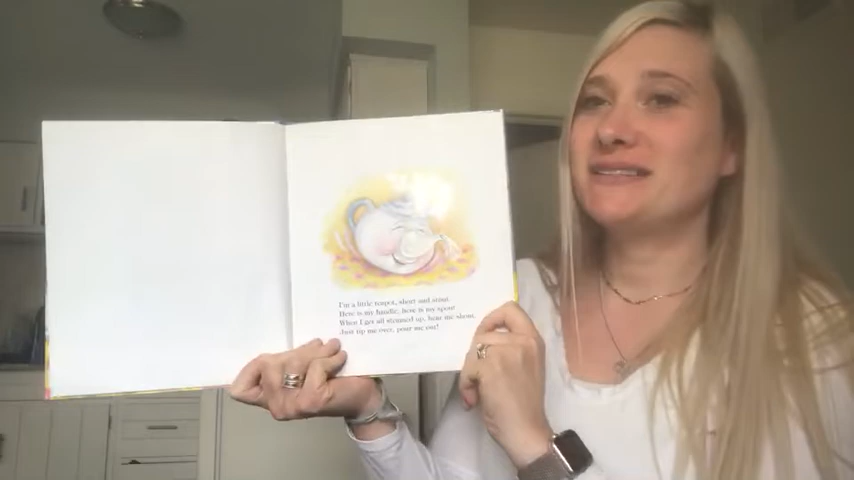 I'm a little teapot, short and stout.
Here is my handle, here is my spout
When I get all steamed up, hear me shout,
Just tip me over, pour me out!